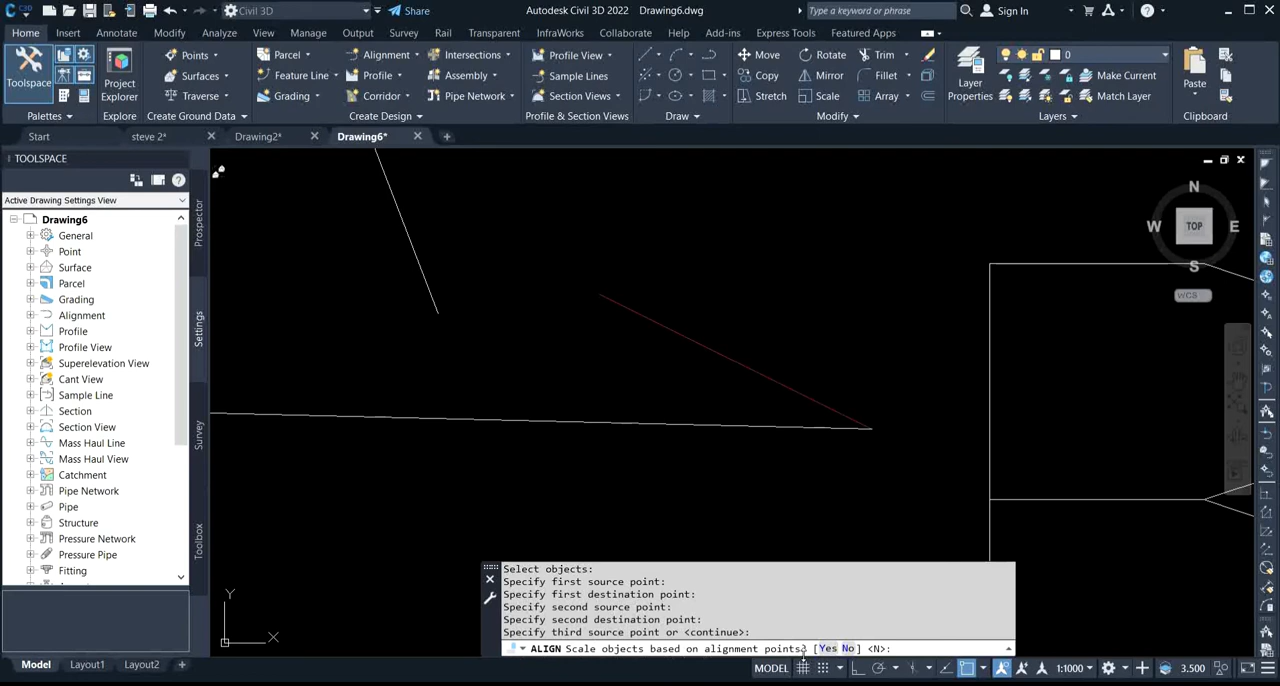 C3D
Civil 3D
Share
Autodesk Civil 3D 2022 Drawing6.dwg
Type a keyword or phrase
Sign In
Home Insert Annotate Modify Analyze View Manage Output Survey Rail Transparent InfraWorks Collaborate Help Add-ins Express Tools Featured Apps
Toolspace
Palettes
Project
Explorer
Explore
Points
Surfaces
Traverse
Create Ground Data
Parcel
Feature Line
Grading
Alignment
Profile
Corridor
Intersections
Assembly
Pipe Network
Create Design
Profile View
Sample Lines
Section Views
Profile & Section Views
Draw
Move
Copy
Stretch
Rotate
Mirror
Scale
Trim
Fillet
Array
Modify
Layer
Properties
0
Make Current
Match Layer
Layers
Paste
Clipboard
Start steve 2* Drawing2* Drawing6*
TOOLSPACE
Active Drawing Settings View
Drawing6
General
Point
Surface
Parcel
Grading
Alignment
Profile
Profile View
Superelevation View
Cant View
Sample Line
Section
Section View
Mass Haul Line
Mass Haul View
Catchment
Pipe Network
Pipe
Structure
Pressure Network
Pressure Pipe
Fitting
Prospector
Settings
Survey
Toolbox
N
W TOP E
S
WCS
Y
X
Select objects:
Specify first source point:
Specify first destination point:
Specify second source point:
Specify second destination point:
Specify third source point or <continue>:
ALIGN Scale objects based on alignment points? [Yes No] <N>:
Model Layout1 Layout2
MODEL 1:1000 3.500